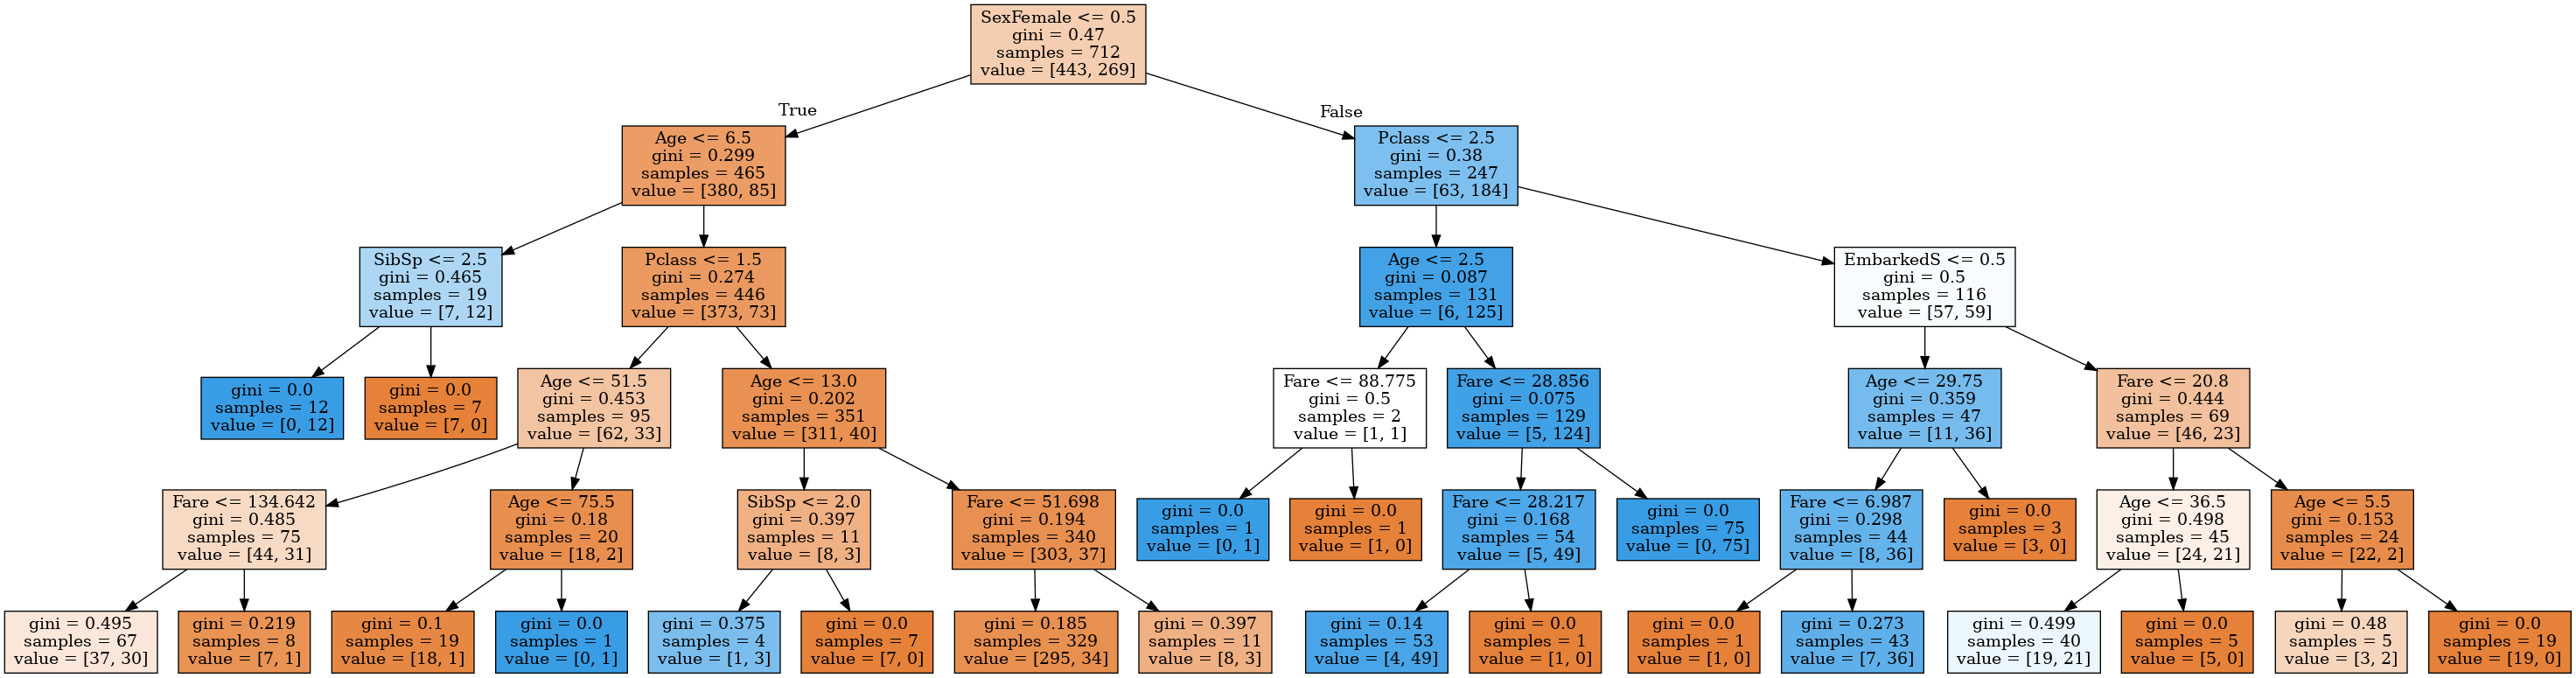 SexFemale <= 0.5
gini = 0.47
samples = 712
value = [443, 269]
True
False
Age <= 6.5
gini = 0.299
samples = 465
value = [380, 85]
Pclass <= 2.5
gini = 0.38
samples = 247
value = [63, 184]
SibSp <= 2.5
gini = 0.465
samples = 19
value = [7, 12]
Pclass <= 1.5
gini = 0.274
samples = 446
value = [373, 73]
Age <= 2.5
gini = 0.087
samples = 131
value = [6, 125]
EmbarkedS <= 0.5
gini = 0.5
samples = 116
value = [57, 59]
gini = 0.0
samples = 12
value = [0, 12]
gini = 0.0
samples = 7
value = [7, 0]
Age <= 51.5
gini = 0.453
samples = 95
value = [62, 33]
Age <= 13.0
gini = 0.202
samples = 351
value = [311, 40]
Fare <= 88.775
gini = 0.5
samples = 2
value = [1, 1]
Fare <= 28.856
gini = 0.075
samples = 129
value = [5, 124]
Age <= 29.75
gini = 0.359
samples = 47
value = [11, 36]
Fare <= 20.8
gini = 0.444
samples = 69
value = [46, 23]
Fare <= 134.642
gini = 0.485
samples = 75
value = [44, 31]
Age <= 75.5
gini = 0.18
samples = 20
value = [18, 2]
SibSp <= 2.0
gini = 0.397
samples = 11
value = [8, 3]
Fare <= 51.698
gini = 0.194
samples = 340
value = [303, 37]
gini = 0.0
samples = 1
value = [0, 1]
gini = 0.0
samples = 1
value = [1, 0]
Fare <= 28.217
gini = 0.168
samples = 54
value = [5, 49]
gini = 0.0
samples = 75
value = [0, 75]
Fare <= 6.987
gini = 0.298
samples = 44
value = [8, 36]
gini = 0.0
samples = 3
value = [3, 0]
Age <= 36.5
gini = 0.498
samples = 45
value = [24, 21]
Age <= 5.5
gini = 0.153
samples = 24
value = [22, 2]
gini = 0.495
samples = 67
value = [37, 30]
gini = 0.219
samples = 8
value = [7, 1]
gini = 0.1
samples = 19
value = [18, 1]
gini = 0.0
samples = 1
value = [0, 1]
gini = 0.375
samples = 4
value = [1, 3]
gini = 0.0
samples = 7
value = [7, 0]
gini = 0.185
samples = 329
value = [295, 34]
gini = 0.397
samples = 11
value = [8, 3]
gini = 0.14
samples = 53
value = [4, 49]
gini = 0.0
samples = 1
value = [1, 0]
gini = 0.0
samples = 1
value = [1, 0]
gini = 0.273
samples = 43
value = [7, 36]
gini = 0.499
samples = 40
value = [19, 21]
gini = 0.0
samples = 5
value = [5, 0]
gini = 0.48
samples = 5
value = [3, 2]
gini = 0.0
samples = 19
value = [19, 0]